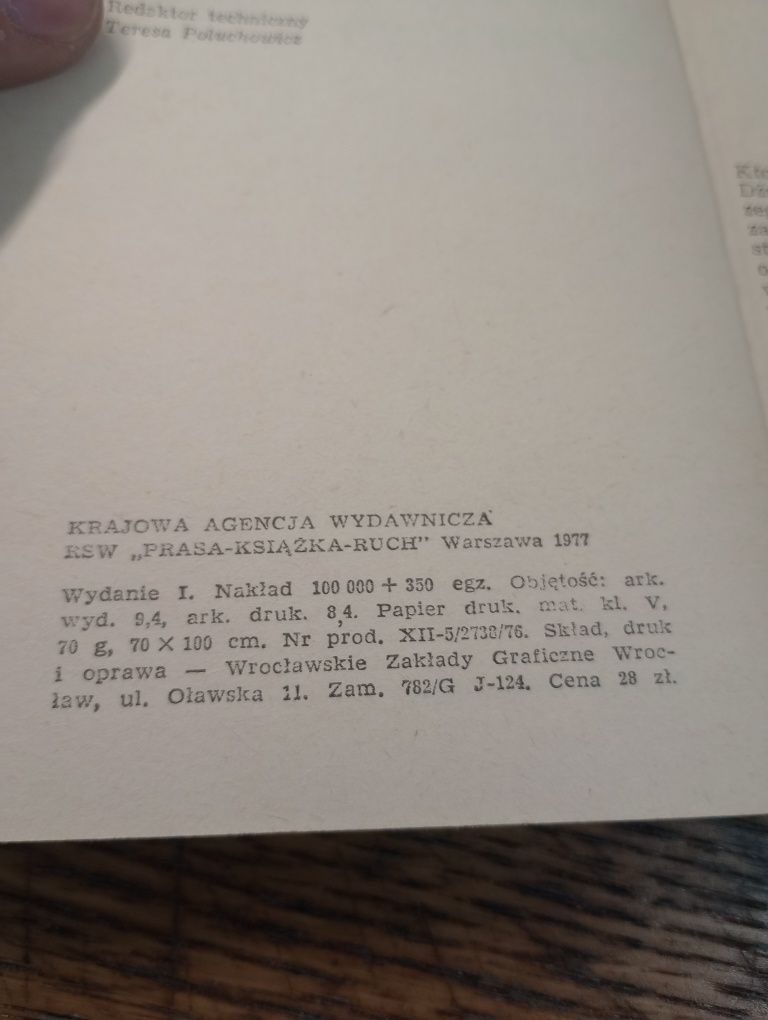 Redaktor techniczny
Teresa Połuchowicz
KRAJOWA AGENCJA WYDAWNICZA
RSW „PRASA-KSIĄŻKA-RUCH” Warszawa 1977
Wydanie I. Nakład 100 000 + 350 egz. Objętość: ark.
wyd. 9,4, ark. druk. 8,4. Papier druk. mat. kl. V,
70 g, 70 × 100 cm. Nr prod. XII-5/2738/76. Skład, druk
i oprawa — Wrocławskie Zakłady Graficzne Wroc-
ław, ul. Oławska 11. Zam. 782/G J-124. Cena 28 zł.